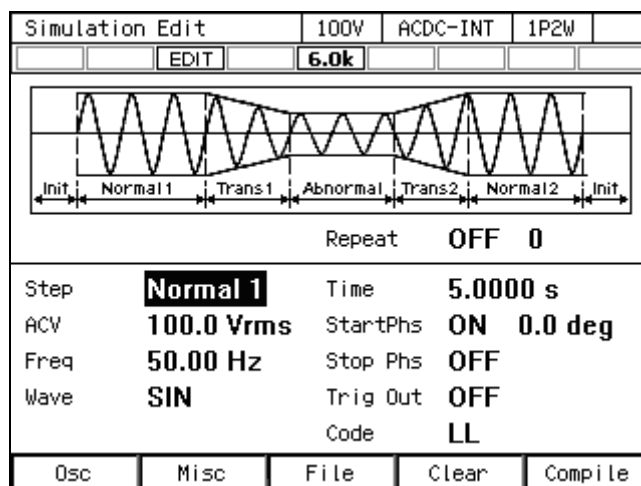 Simulation Edit 100V ACDC-INT 1P2W
EDIT 6.0k
Init Normal1 Trans1 Abnormal Trans2 Normal2 Init
Repeat OFF 0
Step Normal 1 Time 5.0000 s
ACV 100.0 Vrms StartPhs ON 0.0 deg
Freq 50.00 Hz Stop Phs OFF
Wave SIN Trig Out OFF
Code LL
Osc Misc File Clear Compile